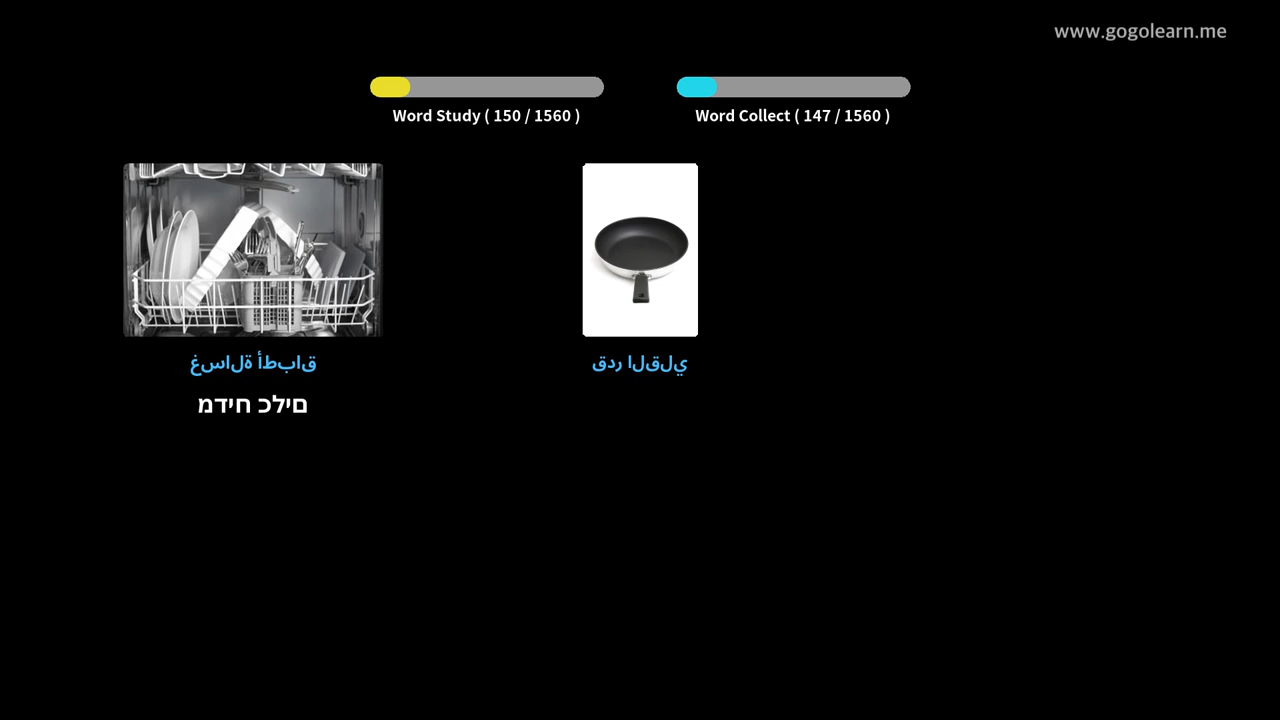 www.gogolearn.me
Word Study ( 150 / 1560 )
Word Collect ( 147 / 1560 )
غسالة أطباق
قدر القلي
מדיח כלים